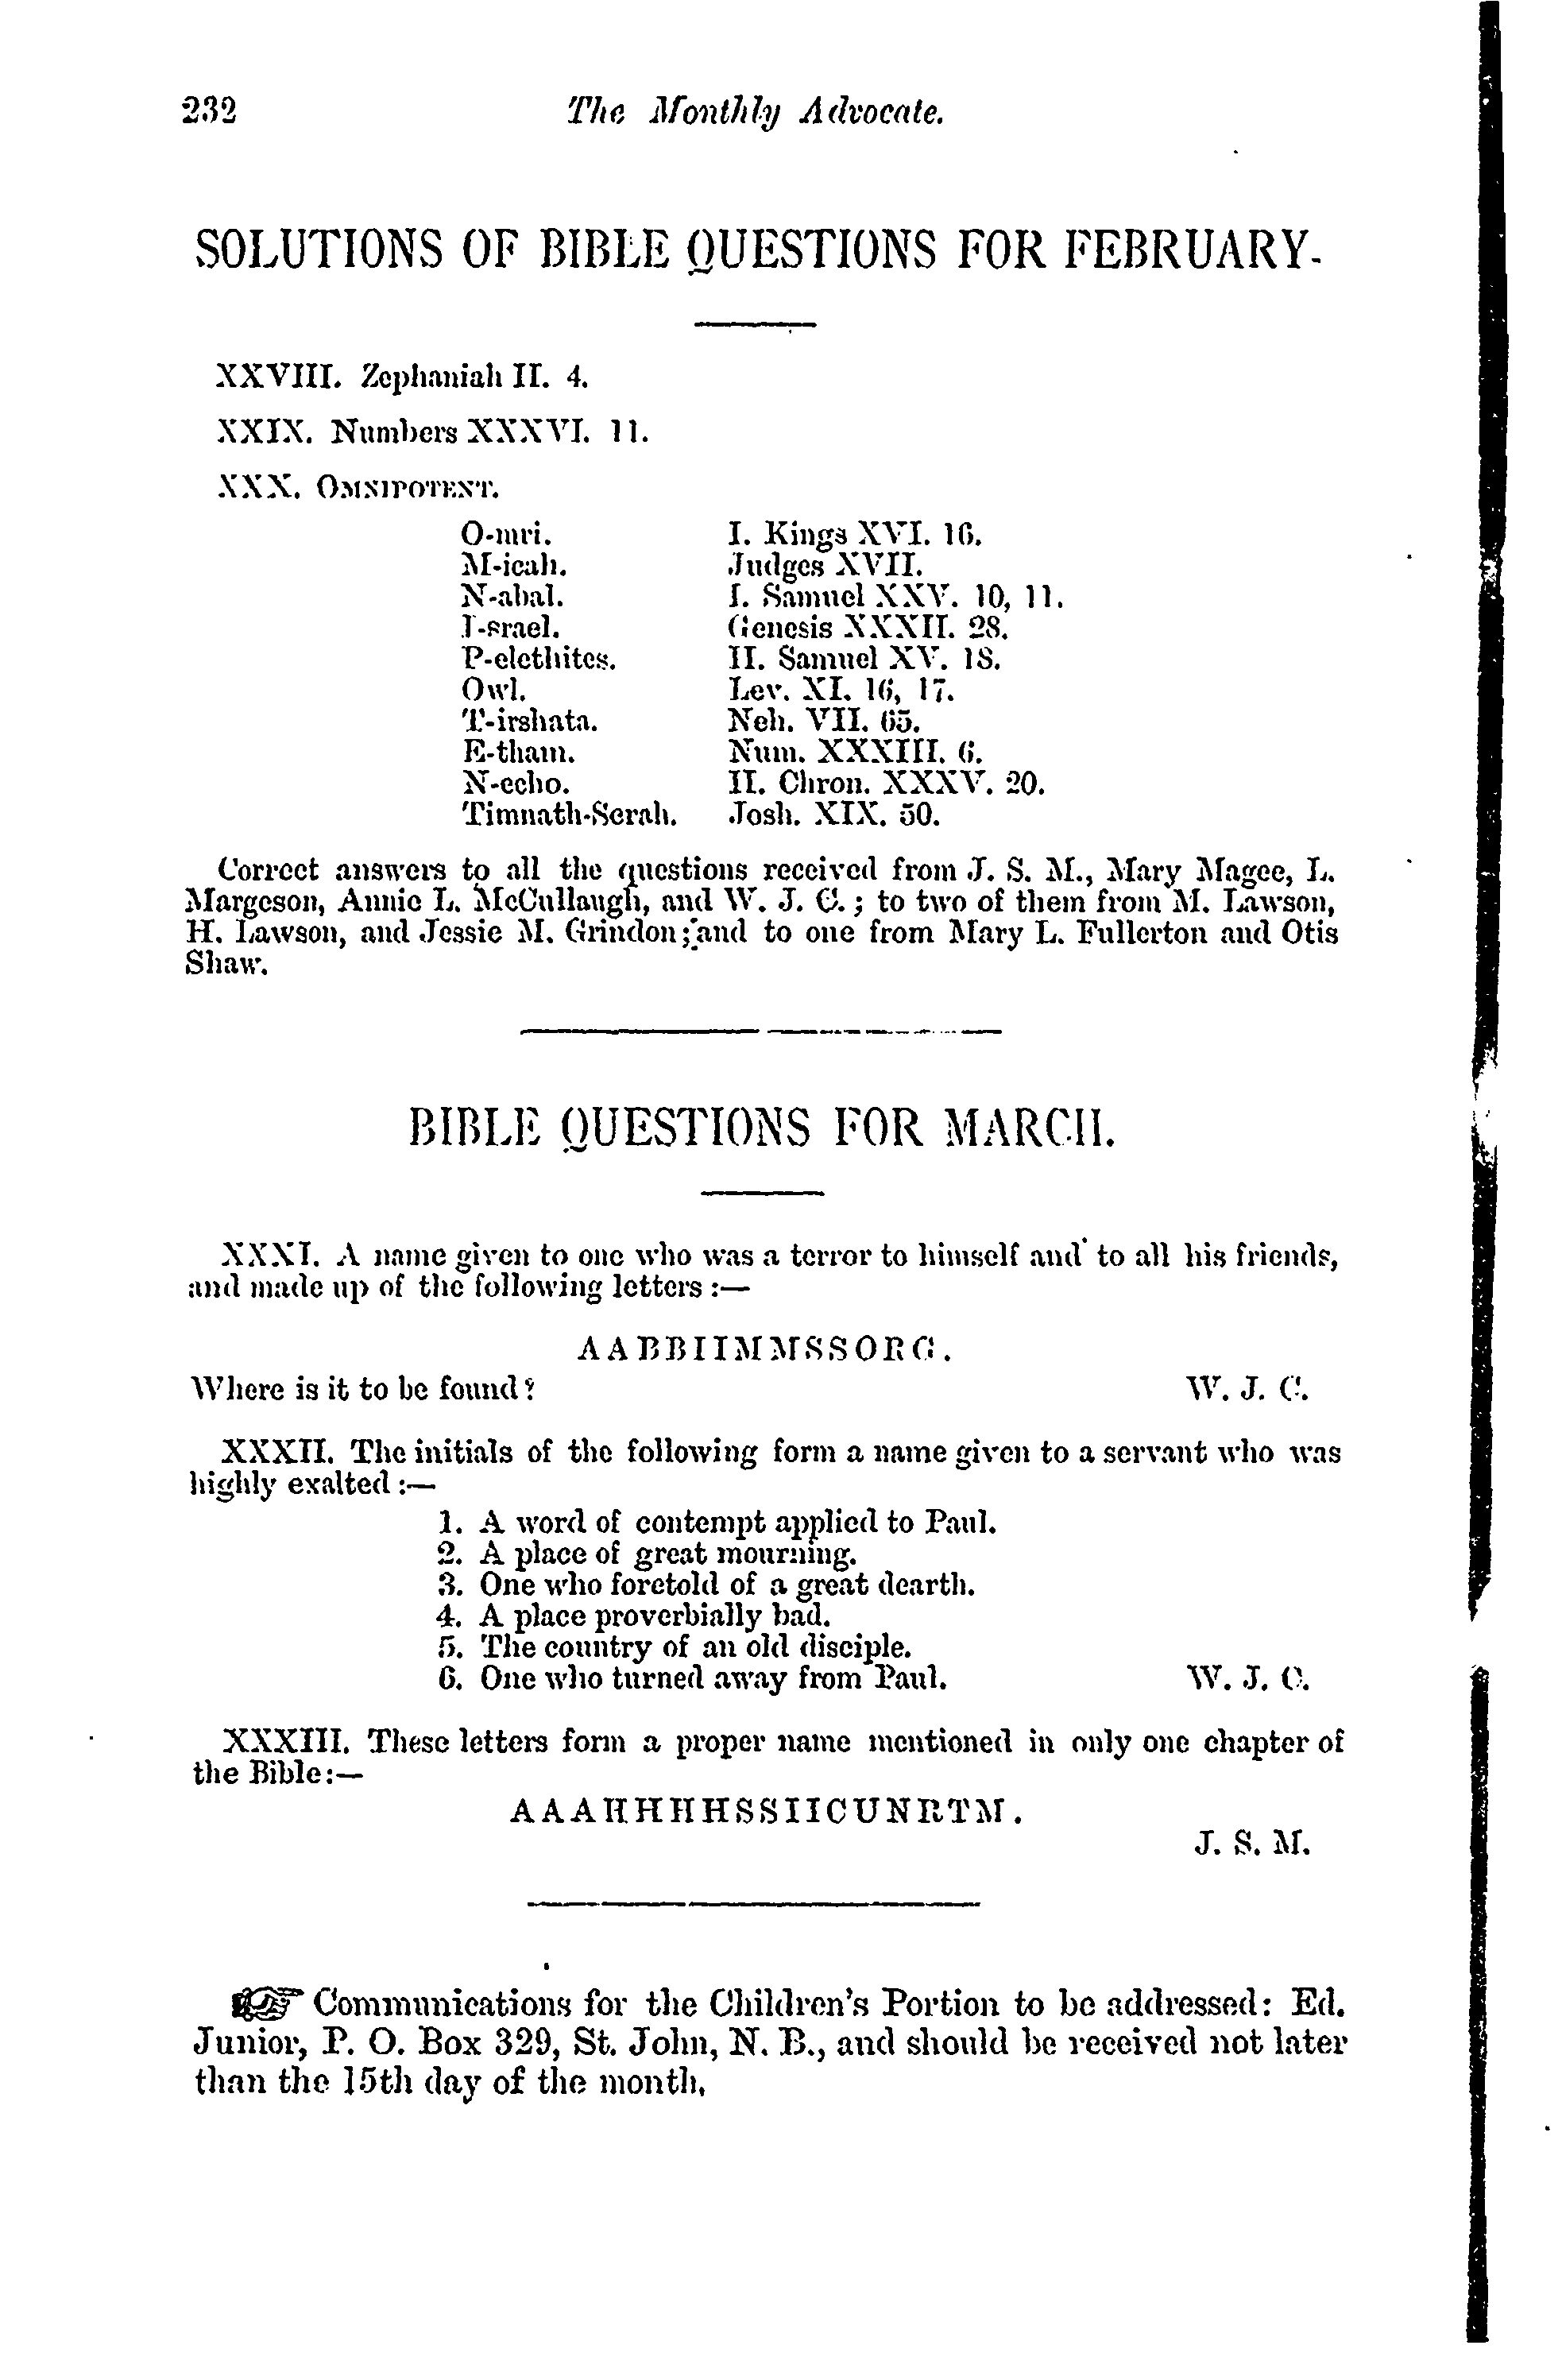 232
The Monthly Advocate.
SOLUTIONS OF BIBLE QUESTIONS FOR FEBRUARY.
XXVIII. Zephaniah II. 4.
XXIX. Numbers XXXVI. 11.
XXX. OMNIPOTENT.
O-mri. I. Kings XVI. 16.
M-icah. Judges XVII.
N-abal. I. Samuel XXV. 10, 11.
I-srael. Genesis XXXII. 28.
P-elethites. II. Samuel XV. 18.
Owl. Lev. XI. 16, 17.
T-irshata. Neh. VII. 65.
E-tham. Num. XXXIII. 6.
N-echo. II. Chron. XXXV. 20.
Timnath-Serah. Josh. XIX. 50.
Correct answers to all the questions received from J. S. M., Mary Magee, L.
Margeson, Annie L. McCullaugh, and W. J. C.; to two of them from M. Lawson,
H. Lawson, and Jessie M. Grindon; and to one from Mary L. Fullerton and Otis
Shaw.
BIBLE QUESTIONS FOR MARCH.
XXXI. A name given to one who was a terror to himself and to all his friends,
and made up of the following letters:—
AABBIIMMSSORG.
Where is it to be found? W. J. C.
XXXII. The initials of the following form a name given to a servant who was
highly exalted:—
1. A word of contempt applied to Paul.
2. A place of great mourning.
3. One who foretold of a great dearth.
4. A place proverbially bad.
5. The country of an old disciple.
6. One who turned away from Paul. W. J. C.
XXXIII. These letters form a proper name mentioned in only one chapter of
the Bible:—
AAAHHHHSSIICUNRTM.
J. S. M.
☞ Communications for the Children's Portion to be addressed: Ed.
Junior, P. O. Box 329, St. John, N. B., and should be received not later
than the 15th day of the month.